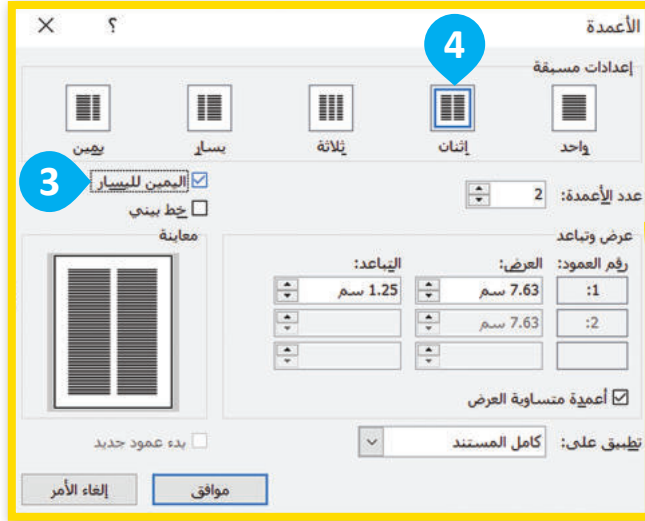 الأعمدة ؟ ×
إعدادات مسبقة
4
واحد إثنان ثلاثة يسار يمين
عدد الأعمدة: 2
3 اليمين لليسار
خط بيني
عرض وتباعد
رقم العمود: العرض: التباعد:
1: 7.63 سم 1.25 سم
2: 7.63 سم
أعمدة متساوية العرض
معاينة
تطبيق على: كامل المستند
بدء عمود جديد
موافق إلغاء الأمر